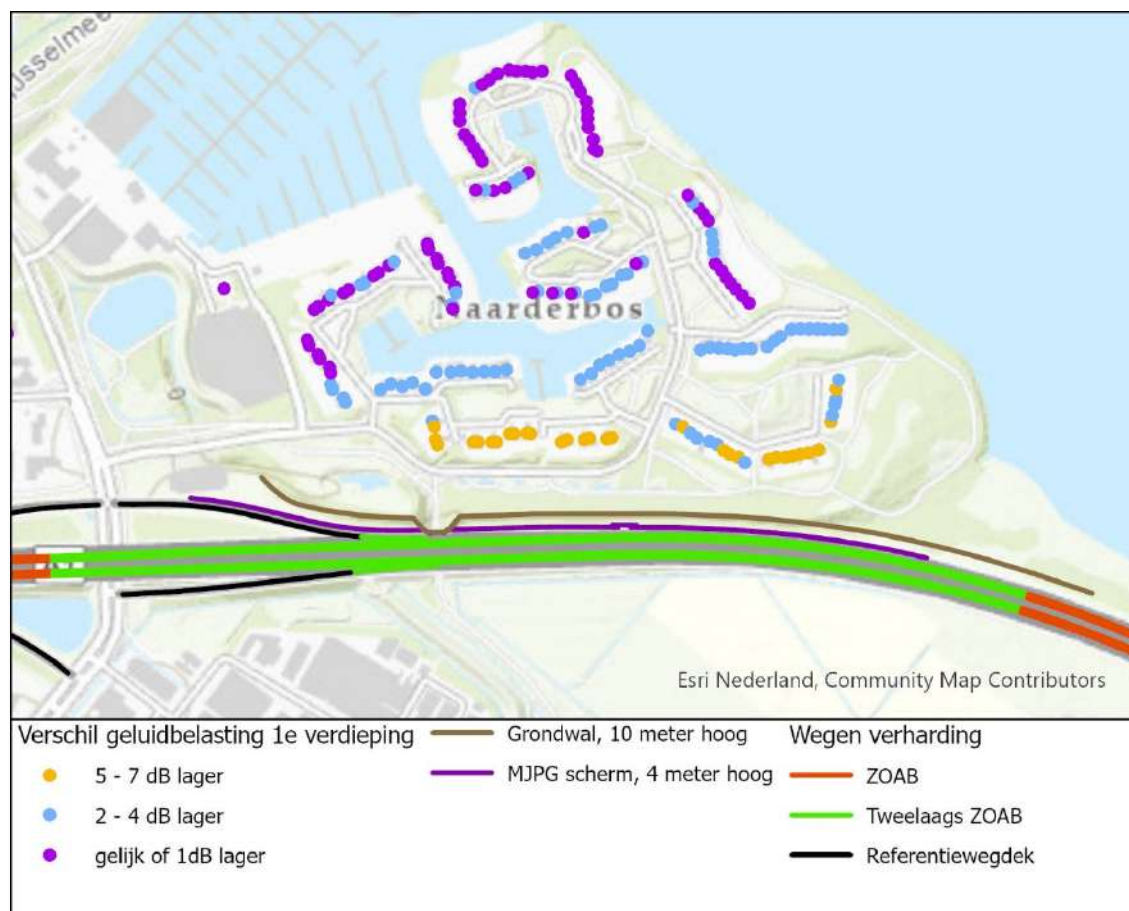 IJsselmee
Naarderbos
A1
Esri Nederland, Community Map Contributors
Verschil geluidbelasting 1e verdieping
5 - 7 dB lager
2 - 4 dB lager
gelijk of 1dB lager
Grondwal, 10 meter hoog
MJPG scherm, 4 meter hoog
Wegen verharding
ZOAB
Tweelaags ZOAB
Referentiewegdek